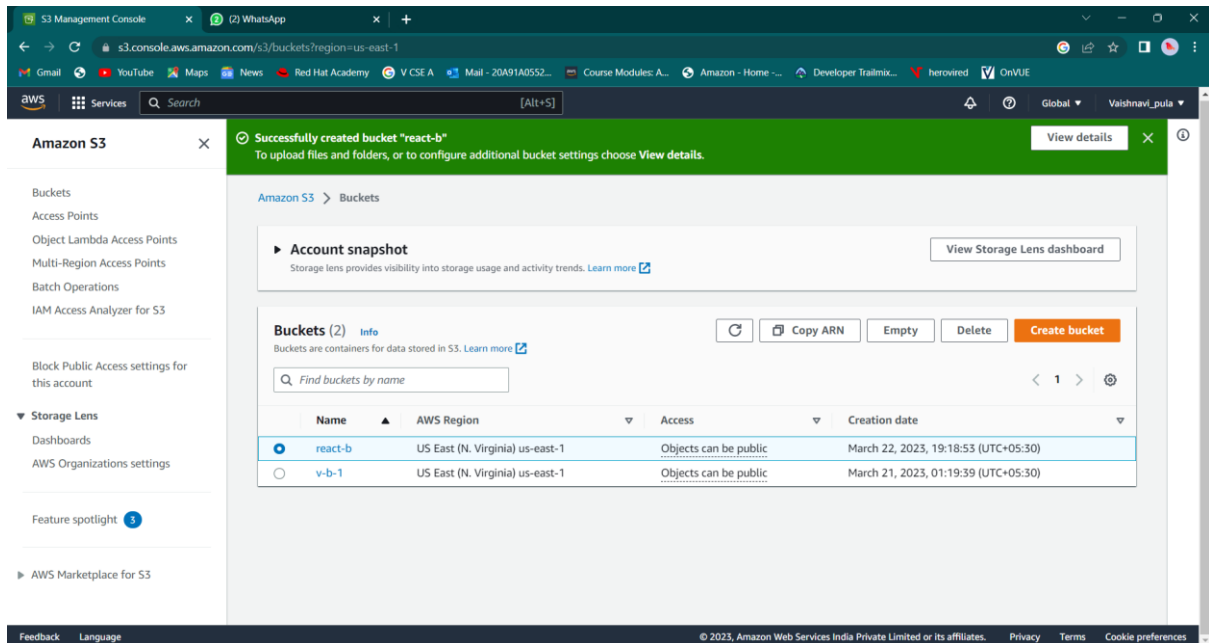 S3 Management Console
(2) WhatsApp
s3.console.aws.amazon.com/s3/buckets?region=us-east-1
Gmail YouTube Maps News Red Hat Academy V CSE A Mail - 20A91A0552... Course Modules: A... Amazon - Home -... Developer Trailmix... herovired OnVUE
aws Services Search [Alt+S] Global Vaishnavi_pula
Amazon S3
Buckets
Access Points
Object Lambda Access Points
Multi-Region Access Points
Batch Operations
IAM Access Analyzer for S3
Block Public Access settings for
this account
Storage Lens
Dashboards
AWS Organizations settings
Feature spotlight 3
AWS Marketplace for S3
Successfully created bucket "react-b"
To upload files and folders, or to configure additional bucket settings choose View details.
View details
Amazon S3 > Buckets
Account snapshot
Storage lens provides visibility into storage usage and activity trends. Learn more
View Storage Lens dashboard
Buckets (2) Info
Buckets are containers for data stored in S3. Learn more
Copy ARN Empty Delete Create bucket
Find buckets by name
< 1 >
Name AWS Region Access Creation date
react-b US East (N. Virginia) us-east-1 Objects can be public March 22, 2023, 19:18:53 (UTC+05:30)
v-b-1 US East (N. Virginia) us-east-1 Objects can be public March 21, 2023, 01:19:39 (UTC+05:30)
Feedback Language © 2023, Amazon Web Services India Private Limited or its affiliates. Privacy Terms Cookie preferences